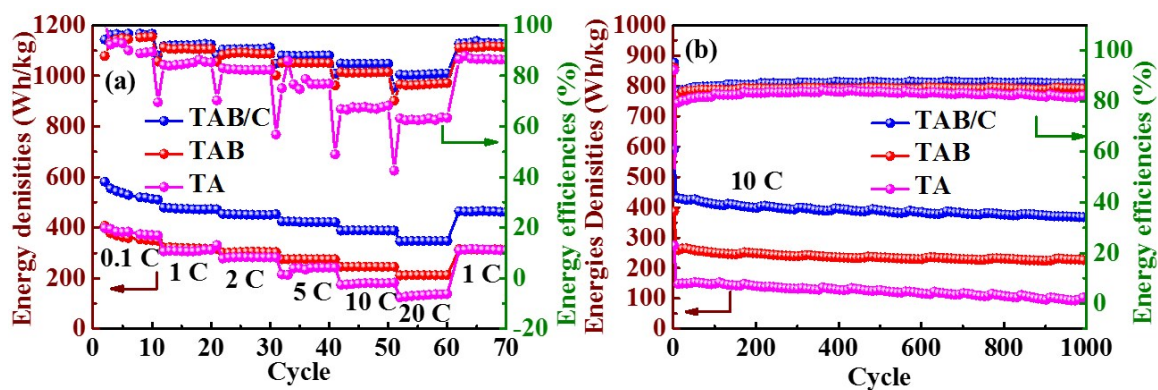 Energy denisities (Wh/kg)
1200
1000
800
600
400
200
0
(a)
TAB/C
TAB
TA
0.1 C
1 C
2 C
5 C
10 C
20 C
1 C
0
10
20
30
40
50
60
70
Cycle
100
80
60
40
20
0
-20
Energy efficiencies (%)
Energies Denisities (Wh/kg)
1000
900
800
700
600
500
400
300
200
100
0
(b)
TAB/C
TAB
TA
10 C
0
200
400
600
800
1000
Cycle
100
80
60
40
20
0
Energy efficiencies (%)